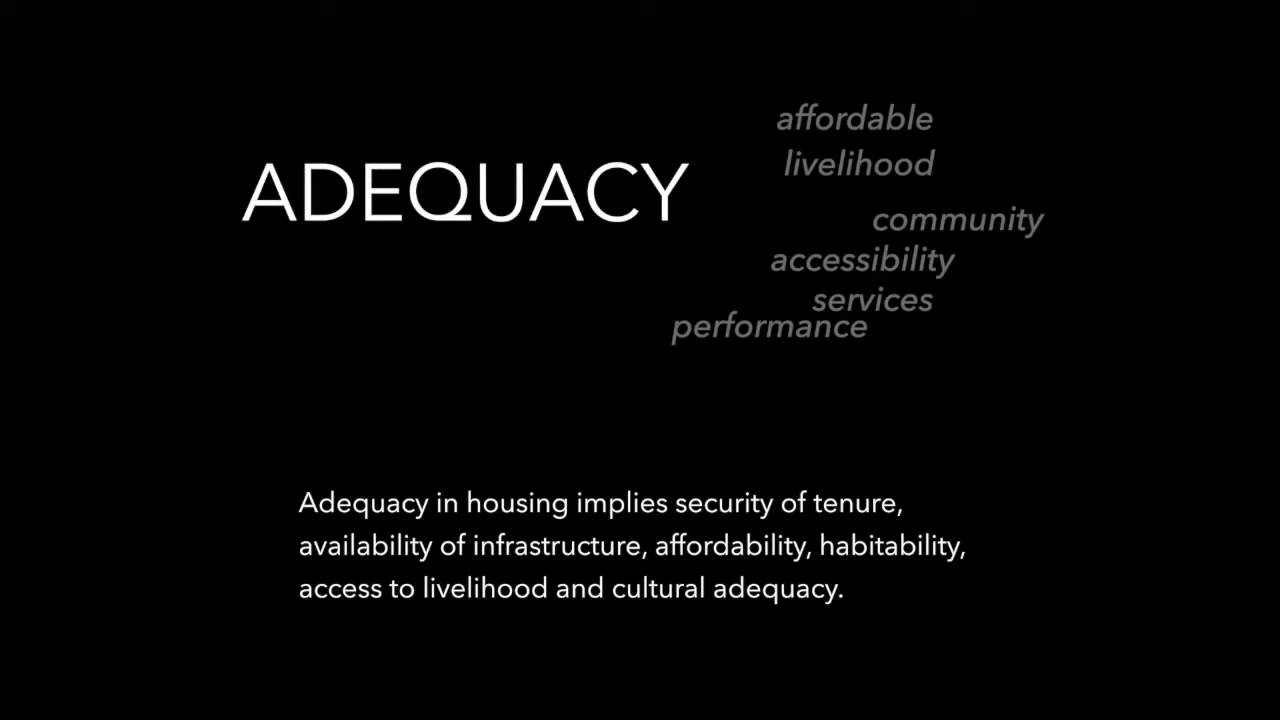 ADEQUACY
affordable
livelihood
community
accessibility
services
performance
Adequacy in housing implies security of tenure,
availability of infrastructure, affordability, habitability,
access to livelihood and cultural adequacy.